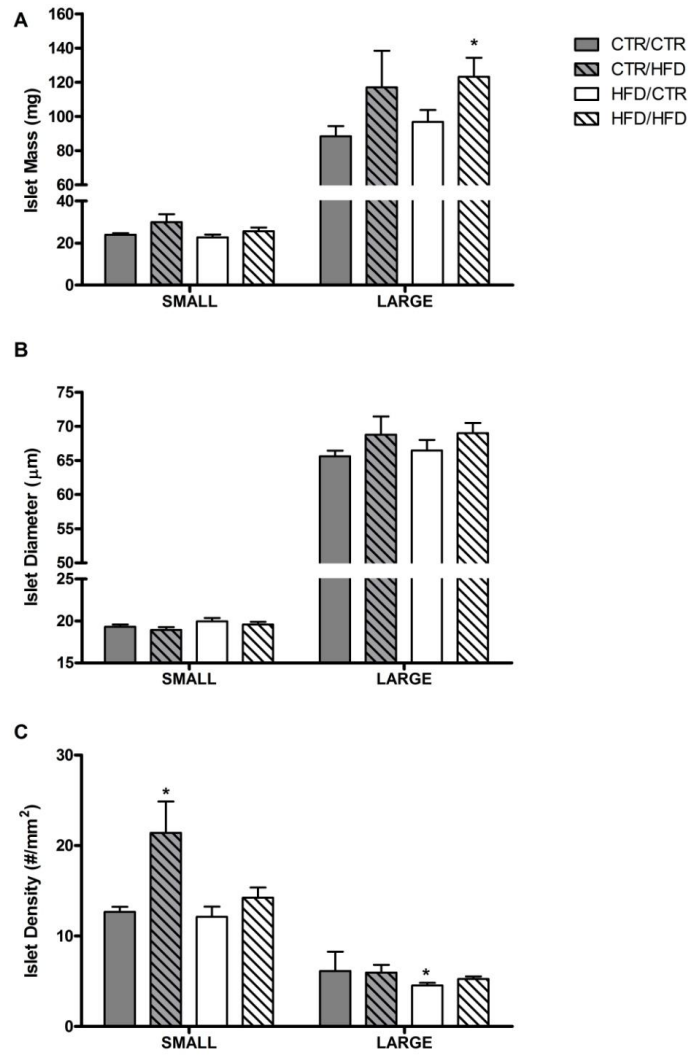 A
Islet Mass (mg)
160
140
120
100
80
60
40
20
0
*
SMALL
LARGE
CTR/CTR
CTR/HFD
HFD/CTR
HFD/HFD
B
Islet Diameter (μm)
75
70
65
60
55
50
25
20
15
SMALL
LARGE
C
Islet Density (#/mm²)
30
20
10
0
*
*
SMALL
LARGE